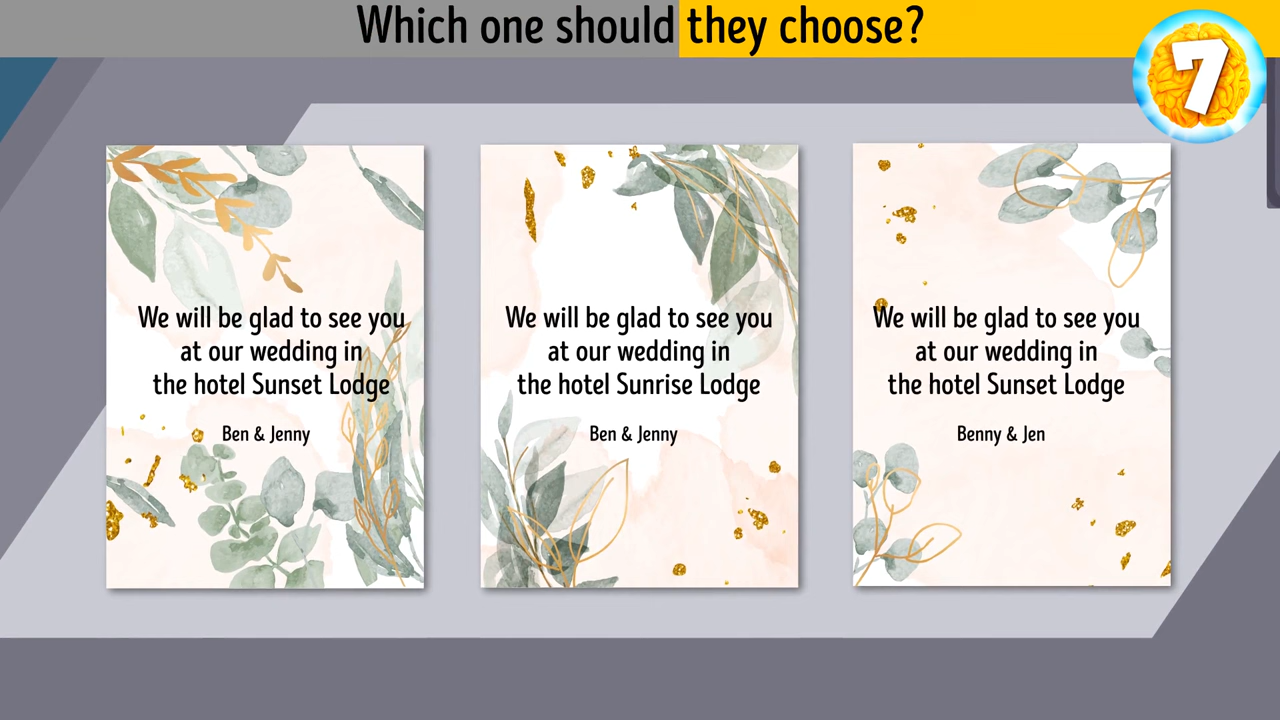 Which one should they choose?
7
We will be glad to see you
at our wedding in
the hotel Sunset Lodge
Ben & Jenny
We will be glad to see you
at our wedding in
the hotel Sunrise Lodge
Ben & Jenny
We will be glad to see you
at our wedding in
the hotel Sunset Lodge
Benny & Jen